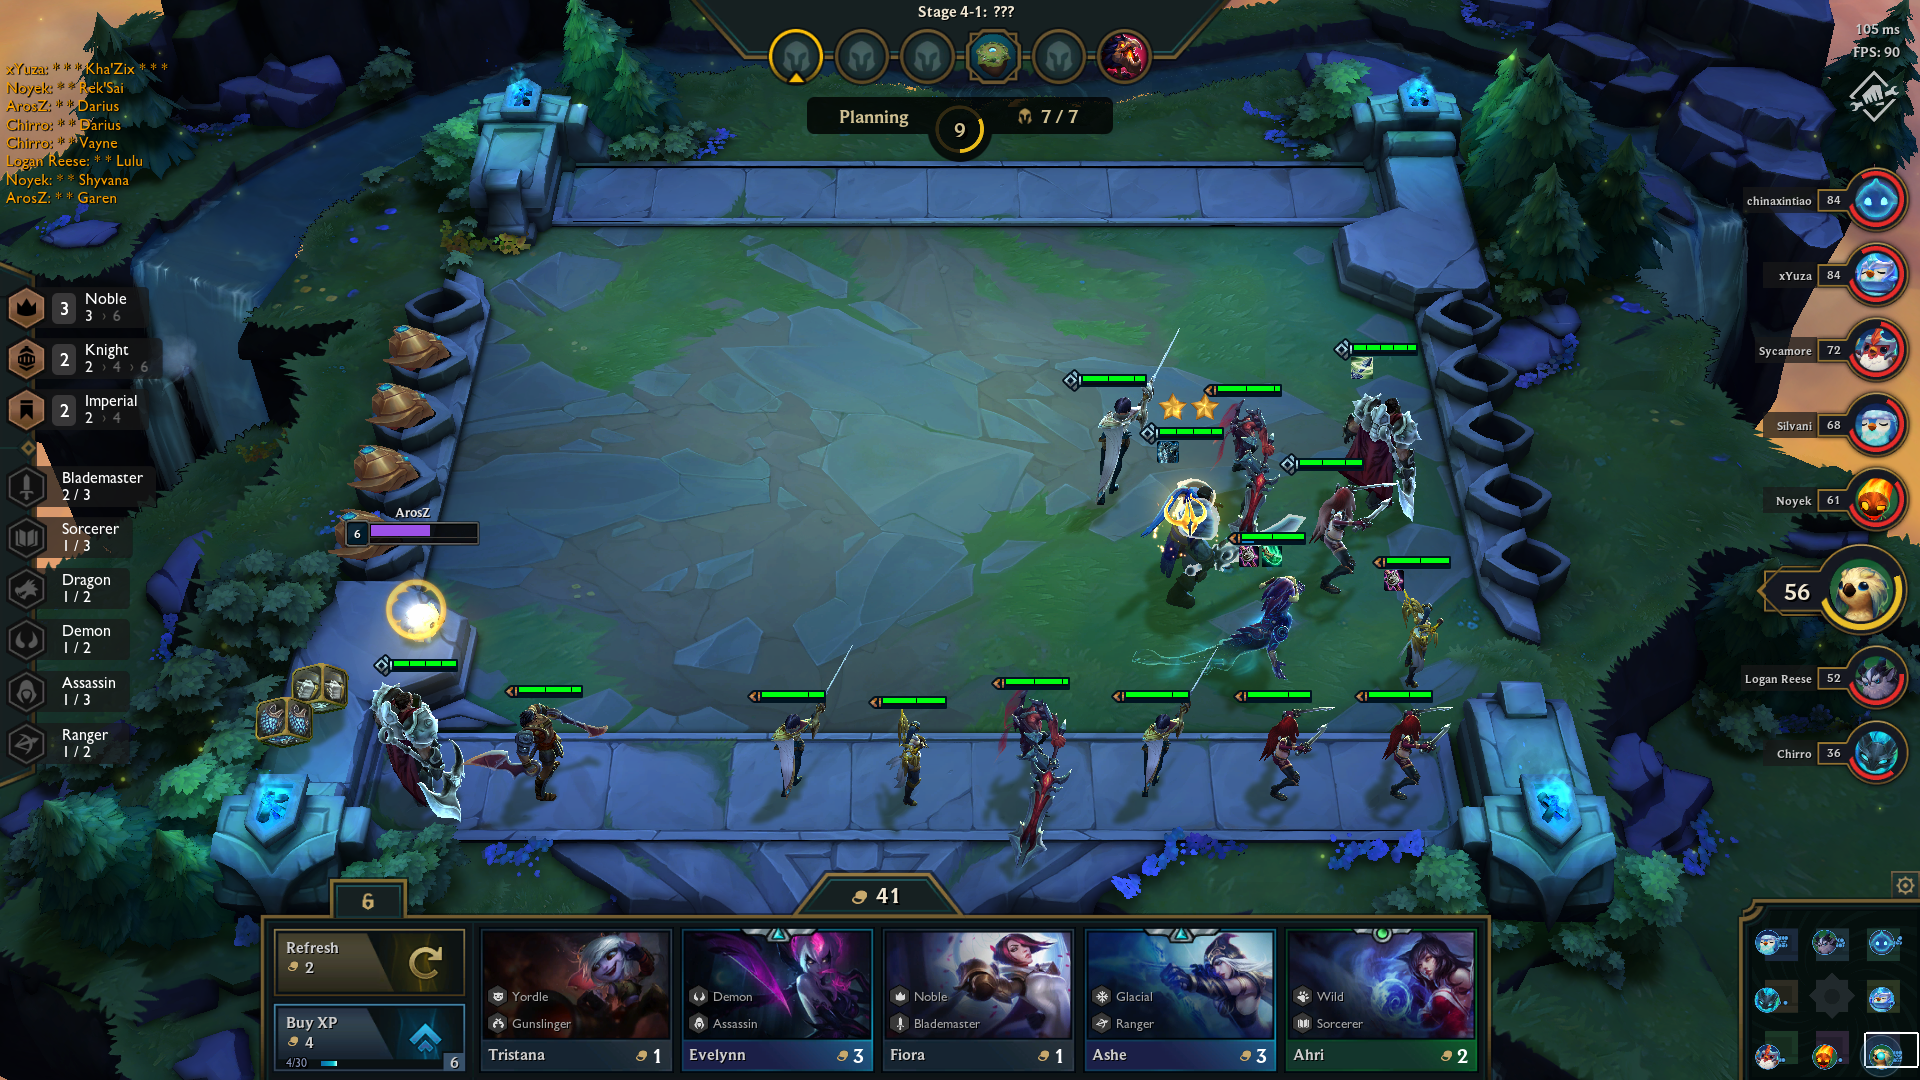 Stage 4-1: ???
105 ms
FPS: 90
Planning
9
7 / 7
xYuza: * * * Kha'Zix * * *
Noyek: * * Rek'Sai
ArosZ: * * Darius
Chirro: * * Darius
Chirro: * * Vayne
Logan Reese: * * Lulu
Noyek: * * Shyvana
ArosZ: * * Garen
chinaxintiao 84
xYuza 84
Sycamore 72
Silvani 68
Noyek 61
56
Logan Reese 52
Chirro 36
3 Noble
3 › 6
2 Knight
2 › 4 › 6
2 Imperial
2 › 4
Blademaster
2 / 3
Sorcerer
1 / 3
Dragon
1 / 2
Demon
1 / 2
Assassin
1 / 3
Ranger
1 / 2
ArosZ
6
6
41
Refresh
2
Buy XP
4
4/30
6
Yordle
Gunslinger
Tristana 1
Demon
Assassin
Evelynn 3
Noble
Blademaster
Fiora 1
Glacial
Ranger
Ashe 3
Wild
Sorcerer
Ahri 2